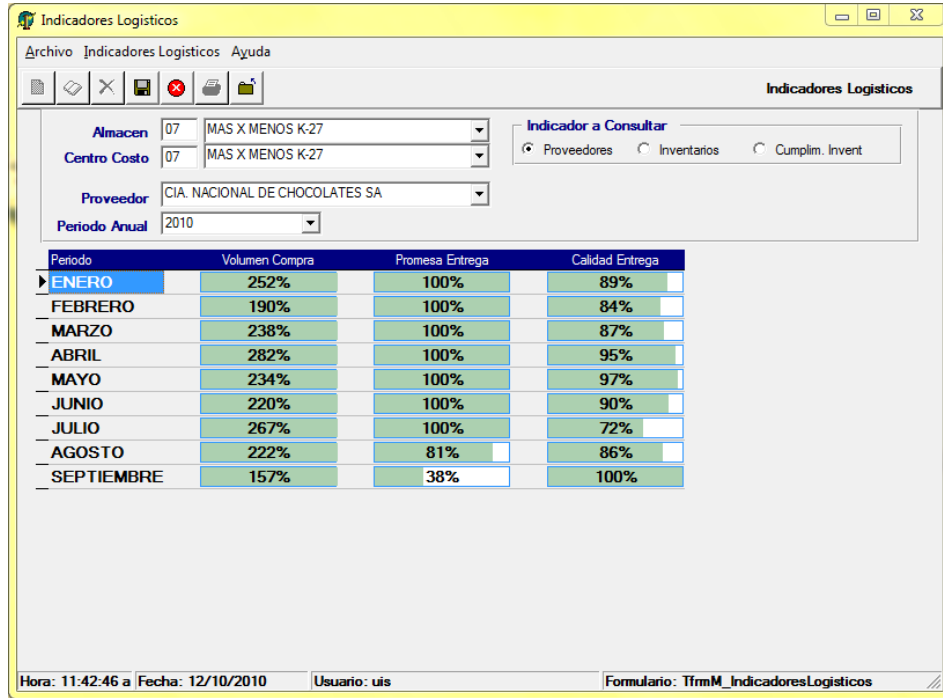 Indicadores Logisticos
Archivo Indicadores Logisticos Ayuda
Indicadores Logisticos
Almacen 07 MAS X MENOS K-27
Centro Costo 07 MAS X MENOS K-27
Indicador a Consultar
Proveedores Inventarios Cumplim. Invent
Proveedor CIA. NACIONAL DE CHOCOLATES SA
Periodo Anual 2010
Periodo Volumen Compra Promesa Entrega Calidad Entrega
ENERO 252% 100% 89%
FEBRERO 190% 100% 84%
MARZO 238% 100% 87%
ABRIL 282% 100% 95%
MAYO 234% 100% 97%
JUNIO 220% 100% 90%
JULIO 267% 100% 72%
AGOSTO 222% 81% 86%
SEPTIEMBRE 157% 38% 100%
Hora: 11:42:46 a Fecha: 12/10/2010 Usuario: uis Formulario: TfrmM_IndicadoresLogisticos